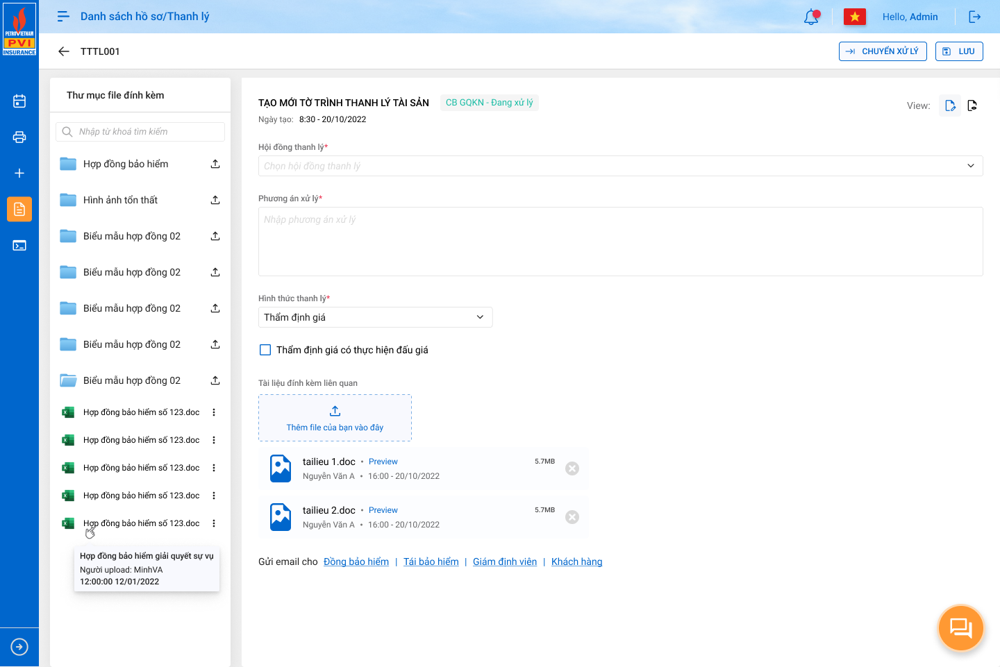 PETROVIETNAM
PVI
INSURANCE
Danh sách hồ sơ/Thanh lý
Hello, Admin
TTTL001
CHUYỂN XỬ LÝ
LƯU
Thư mục file đính kèm
Nhập từ khoá tìm kiếm
Hợp đồng bảo hiểm
Hình ảnh tổn thất
Biểu mẫu hợp đồng 02
Biểu mẫu hợp đồng 02
Biểu mẫu hợp đồng 02
Biểu mẫu hợp đồng 02
Biểu mẫu hợp đồng 02
Hợp đồng bảo hiểm số 123.doc
Hợp đồng bảo hiểm số 123.doc
Hợp đồng bảo hiểm số 123.doc
Hợp đồng bảo hiểm số 123.doc
Hợp đồng bảo hiểm số 123.doc
Hợp đồng bảo hiểm giải quyết sự vụ
Người upload: MinhVA
12:00:00 12/01/2022
TẠO MỚI TỜ TRÌNH THANH LÝ TÀI SẢN
CB GQKN - Đang xử lý
Ngày tạo: 8:30 - 20/10/2022
View:
Hội đồng thanh lý*
Chọn hội đồng thanh lý
Phương án xử lý*
Nhập phương án xử lý
Hình thức thanh lý*
Thẩm định giá
Thẩm định giá có thực hiện đấu giá
Tài liệu đính kèm liên quan
Thêm file của bạn vào đây
tailieu 1.doc • Preview
5.7MB
Nguyễn Văn A • 16:00 - 20/10/2022
tailieu 2.doc • Preview
5.7MB
Nguyễn Văn A • 16:00 - 20/10/2022
Gửi email cho Đồng bảo hiểm | Tái bảo hiểm | Giám định viên | Khách hàng